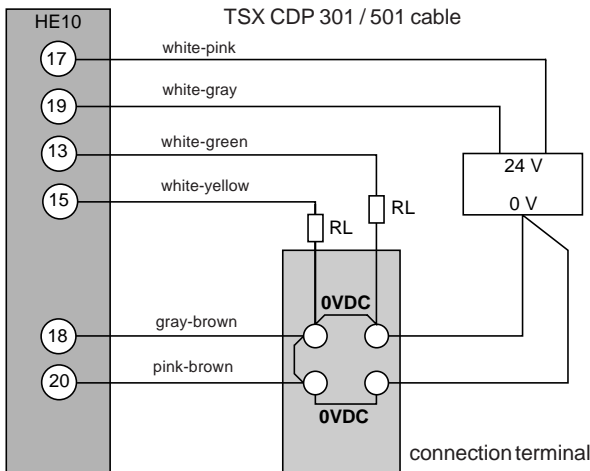 HE10
TSX CDP 301 / 501 cable
17
white-pink
19
white-gray
13
white-green
24 V
15
white-yellow
0 V
RL
RL
0VDC
18
gray-brown
20
pink-brown
0VDC
connection terminal